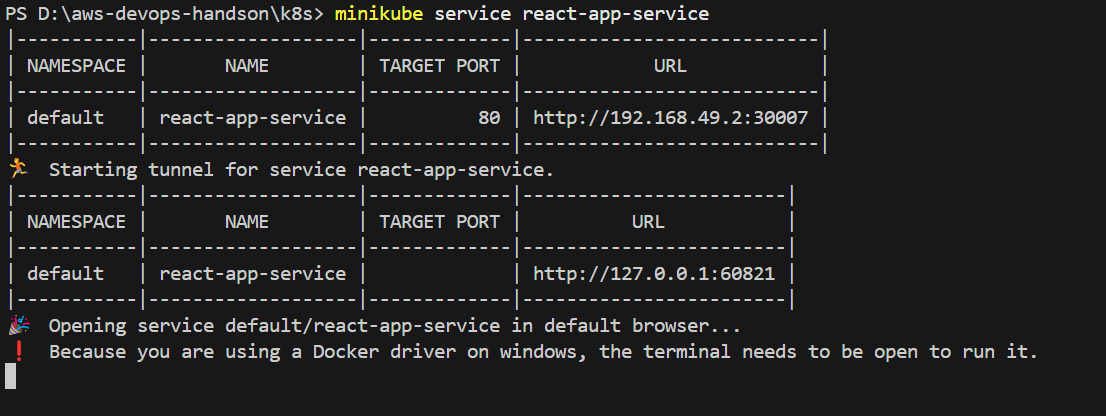 PS D:\aws-devops-handson\k8s> minikube service react-app-service
|-----------|-------------------|-------------|---------------------------|
| NAMESPACE |       NAME        | TARGET PORT |            URL            |
|-----------|-------------------|-------------|---------------------------|
| default   | react-app-service |          80 | http://192.168.49.2:30007 |
|-----------|-------------------|-------------|---------------------------|
🏃  Starting tunnel for service react-app-service.
|-----------|-------------------|-------------|------------------------|
| NAMESPACE |       NAME        | TARGET PORT |          URL           |
|-----------|-------------------|-------------|------------------------|
| default   | react-app-service |             | http://127.0.0.1:60821 |
|-----------|-------------------|-------------|------------------------|
🎉  Opening service default/react-app-service in default browser...
❗  Because you are using a Docker driver on windows, the terminal needs to be open to run it.